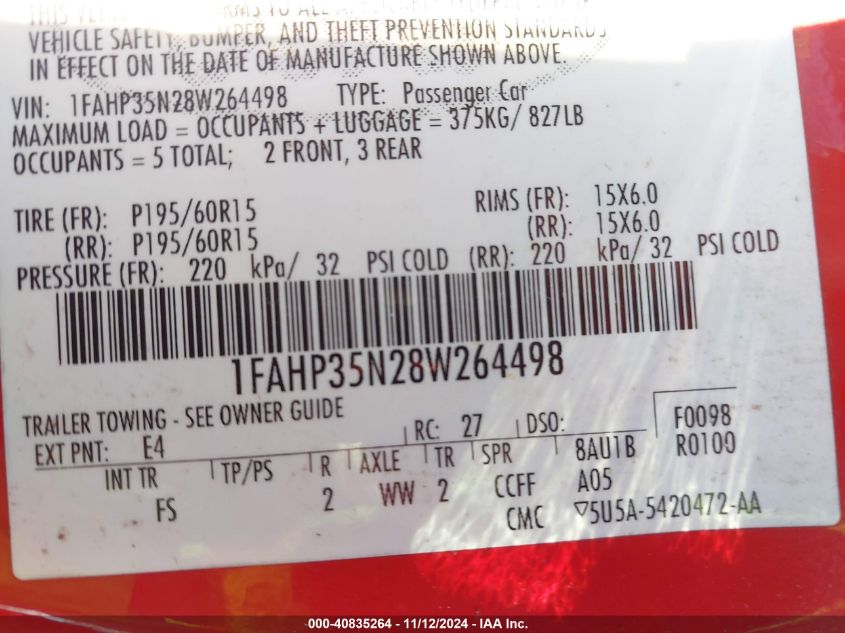 THIS TO ALL
VEHICLE SAFETY, BUMPER, AND THEFT PREVENTION STANDARDS
IN EFFECT ON THE DATE OF MANUFACTURE SHOWN ABOVE.
VIN: 1FAHP35N28W264498 TYPE: Passenger Car
MAXIMUM LOAD = OCCUPANTS + LUGGAGE = 375KG/ 827LB
OCCUPANTS = 5 TOTAL; 2 FRONT, 3 REAR
TIRE (FR): P195/60R15 RIMS (FR): 15X6.0
(RR): P195/60R15 (RR): 15X6.0
PRESSURE (FR): 220 kPa/ 32 PSI COLD (RR): 220 kPa/ 32 PSI COLD
1FAHP35N28W264498
TRAILER TOWING - SEE OWNER GUIDE
EXT PNT: E4 RC: 27 DSO: F0098
R0100
INT TR TP/PS R AXLE TR SPR 8AU1B
FS 2 WW 2 CCFF A05
CMC ▽5U5A-5420472-AA
000-40835264 - 11/12/2024 - IAA Inc.